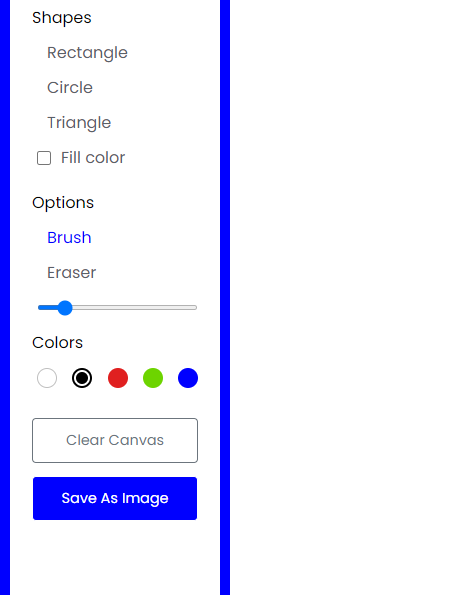 Shapes
Rectangle
Circle
Triangle
Fill color
Options
Brush
Eraser
Colors
Clear Canvas
Save As Image